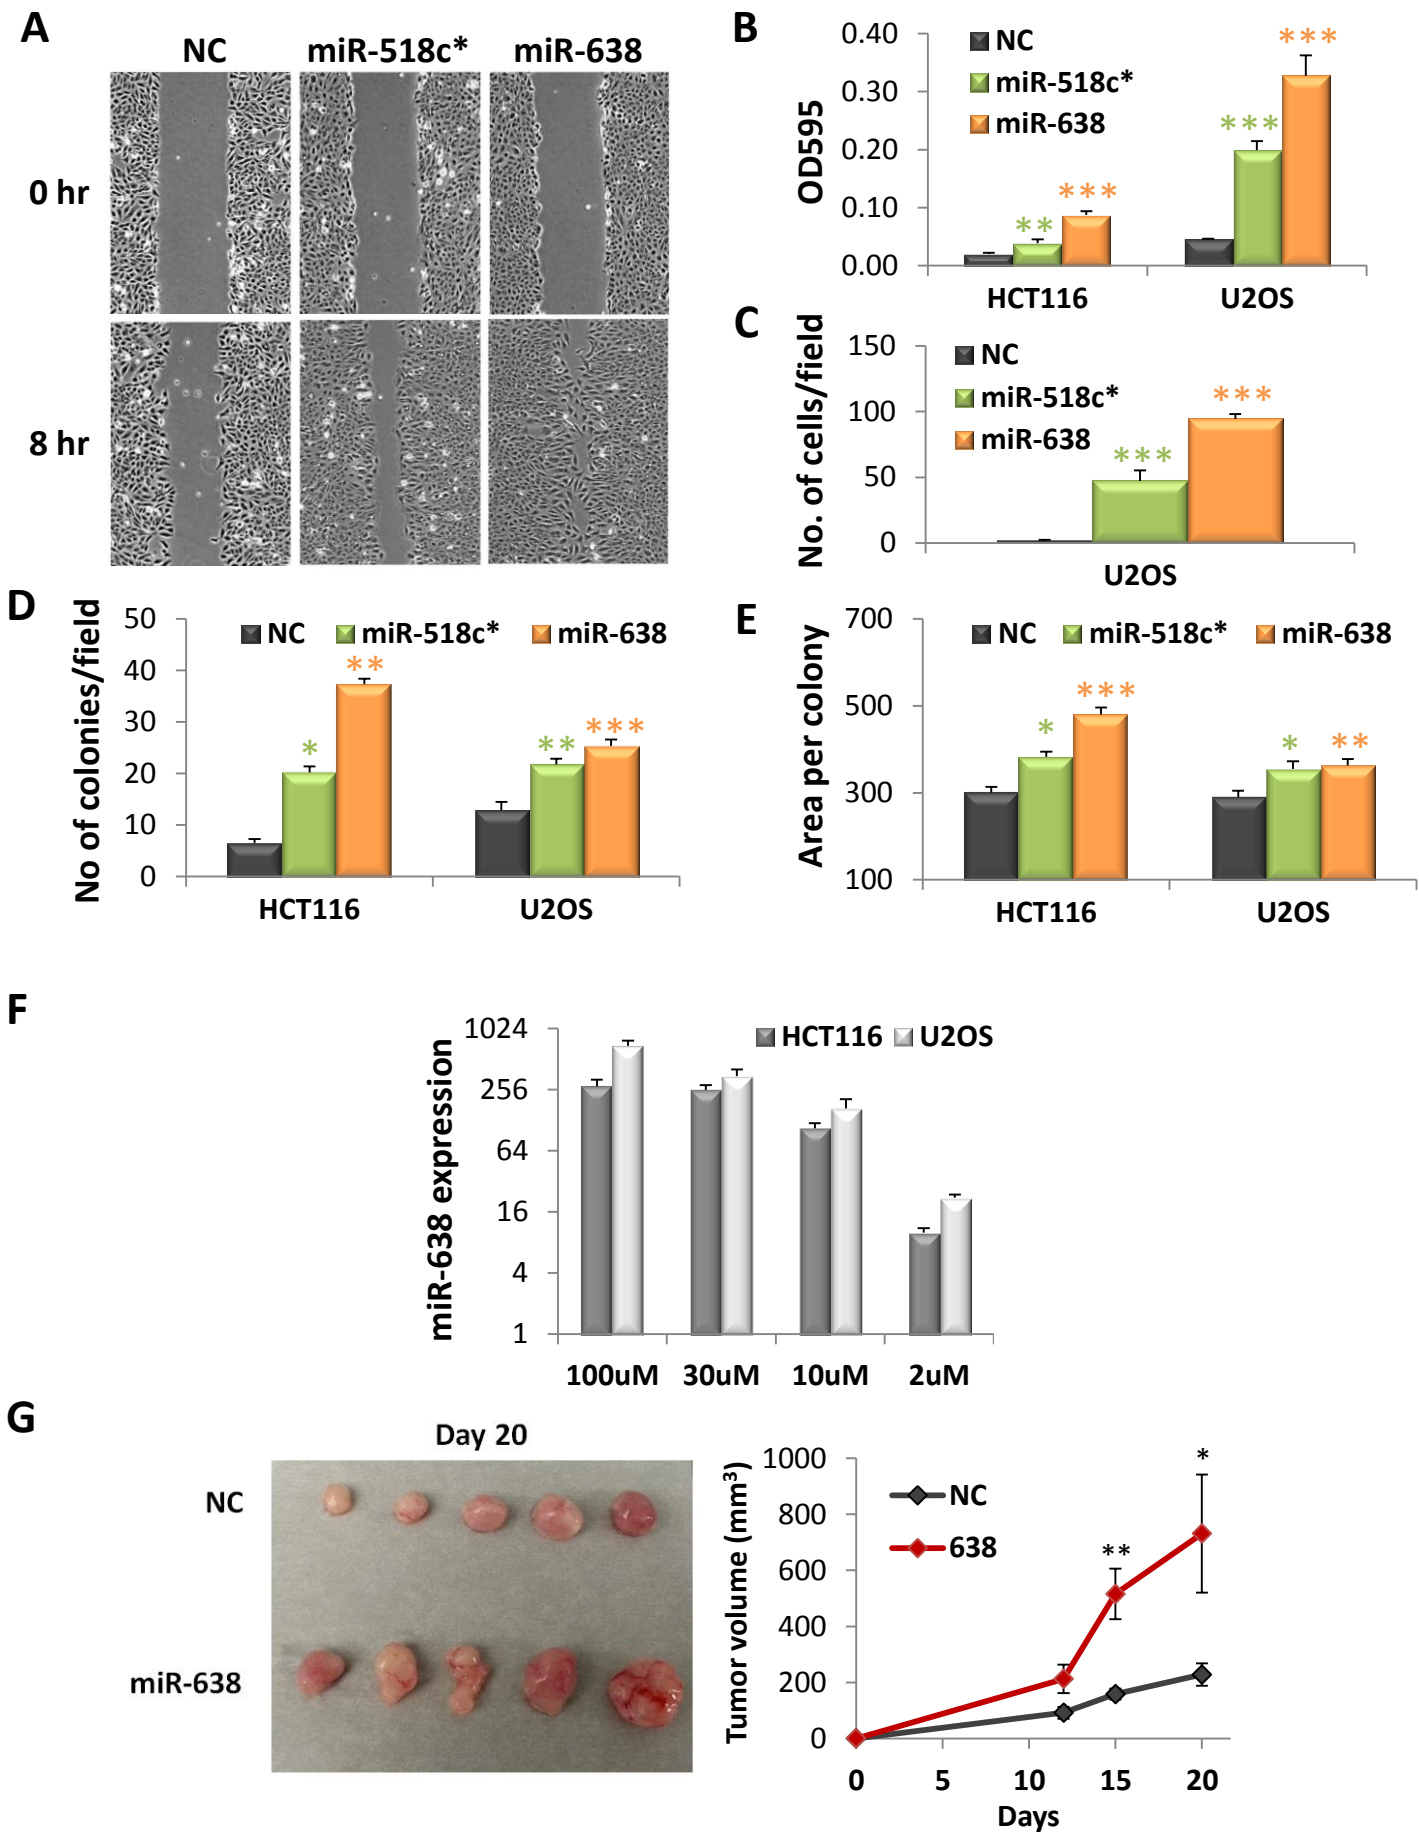 A
NC miR-518c* miR-638
0 hr
8 hr
B
0.40
0.30
0.20
0.10
0.00
OD595
NC
miR-518c*
miR-638
**
***
***
***
HCT116 U2OS
C
150
100
50
0
No. of cells/field
NC
miR-518c*
miR-638
***
***
U2OS
D
50
40
30
20
10
0
No of colonies/field
NC miR-518c* miR-638
*
**
**
***
HCT116 U2OS
E
700
500
300
100
Area per colony
NC miR-518c* miR-638
*
***
*
**
HCT116 U2OS
F
1024
256
64
16
4
1
miR-638 expression
HCT116 U2OS
100uM 30uM 10uM 2uM
G
Day 20
NC
miR-638
1000
800
600
400
200
0
Tumor volume (mm³)
NC
638
**
*
0 5 10 15 20
Days